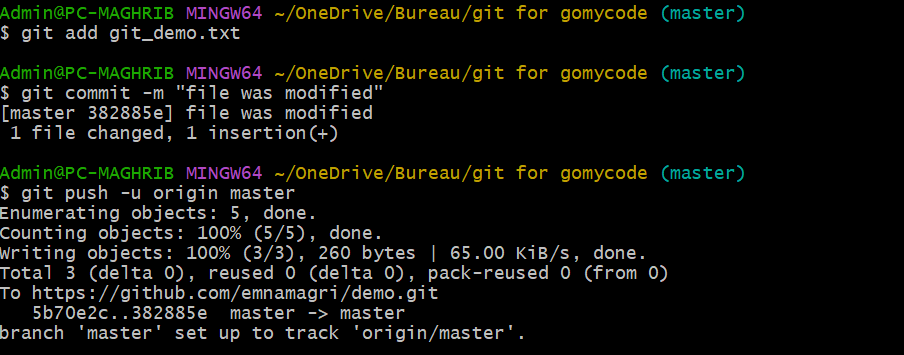 Admin@PC-MAGHRIB MINGW64 ~/OneDrive/Bureau/git for gomycode (master)
$ git add git_demo.txt
Admin@PC-MAGHRIB MINGW64 ~/OneDrive/Bureau/git for gomycode (master)
$ git commit -m "file was modified"
[master 382885e] file was modified
 1 file changed, 1 insertion(+)
Admin@PC-MAGHRIB MINGW64 ~/OneDrive/Bureau/git for gomycode (master)
$ git push -u origin master
Enumerating objects: 5, done.
Counting objects: 100% (5/5), done.
Writing objects: 100% (3/3), 260 bytes | 65.00 KiB/s, done.
Total 3 (delta 0), reused 0 (delta 0), pack-reused 0 (from 0)
To https://github.com/emnamagri/demo.git
   5b70e2c..382885e  master -> master
branch 'master' set up to track 'origin/master'.